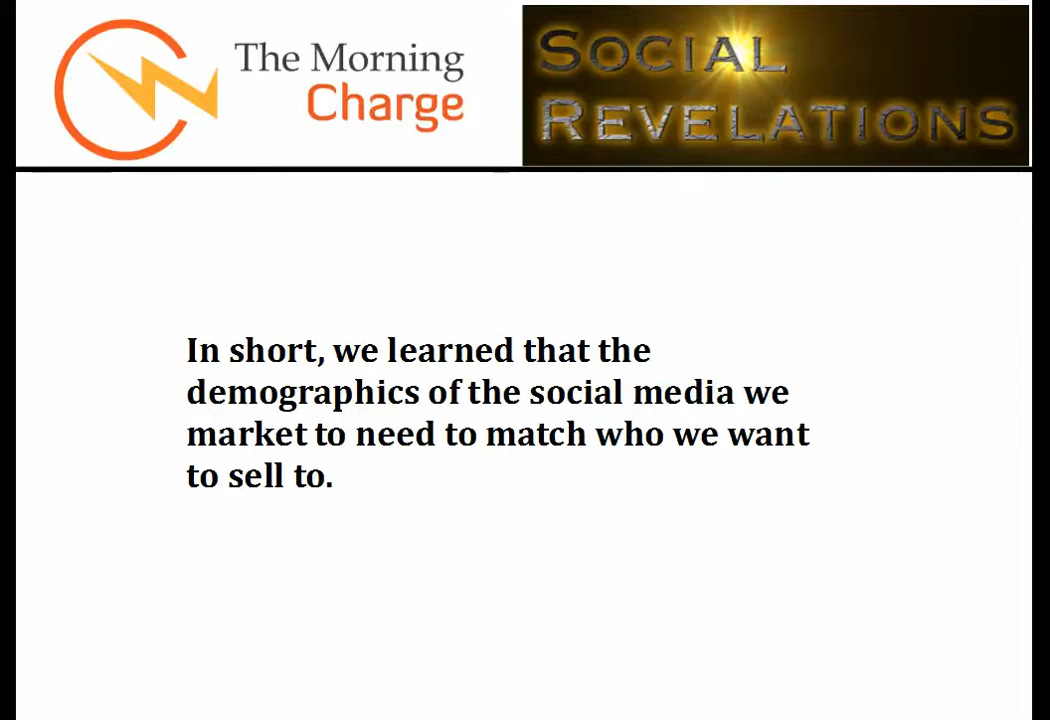 The Morning
Charge
SOCIAL
REVELATIONS
In short, we learned that the
demographics of the social media we
market to need to match who we want
to sell to.